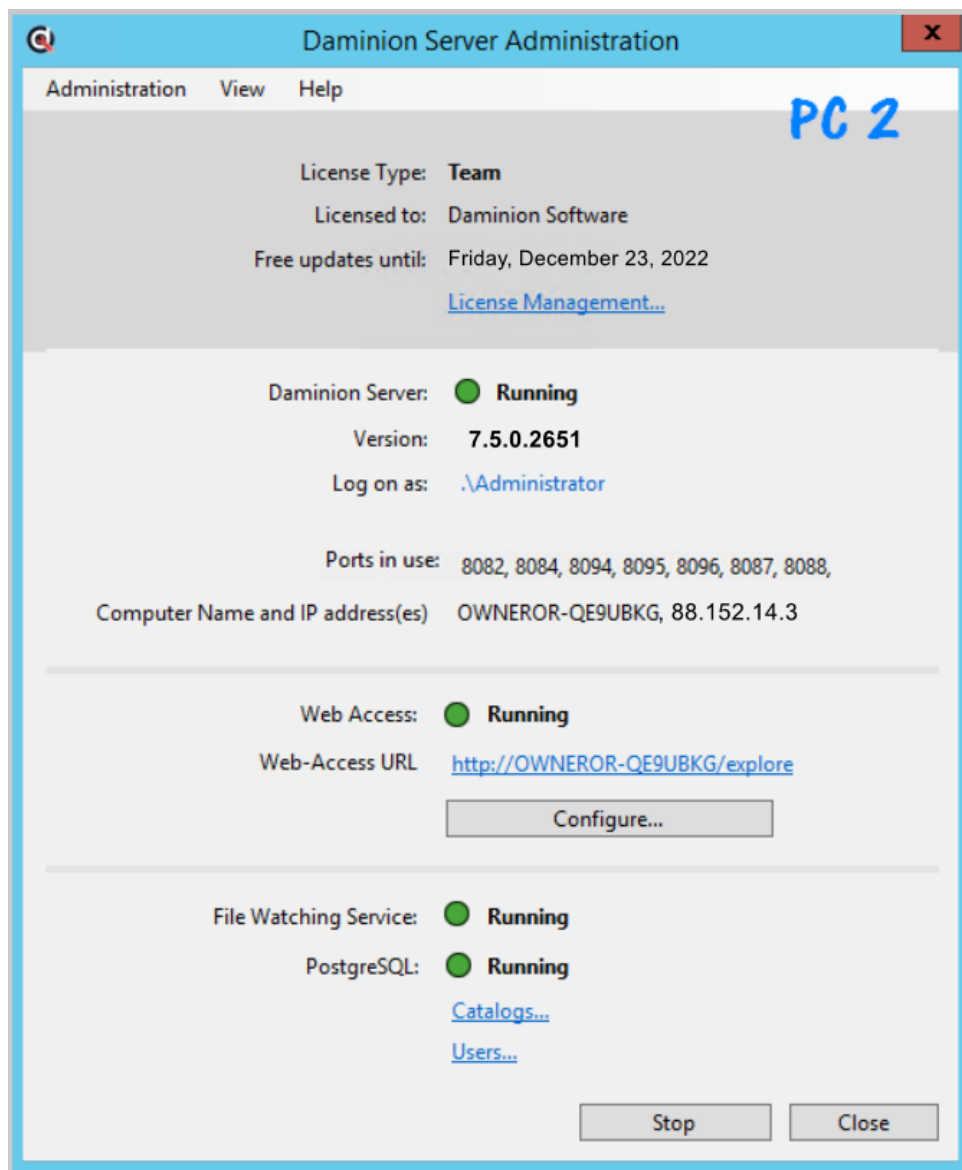 Daminion Server Administration
x
Administration View Help
PC 2
License Type: Team
Licensed to: Daminion Software
Free updates until: Friday, December 23, 2022
License Management...
Daminion Server: Running
Version: 7.5.0.2651
Log on as: .\Administrator
Ports in use: 8082, 8084, 8094, 8095, 8096, 8087, 8088,
Computer Name and IP address(es) OWNEROR-QE9UBKG, 88.152.14.3
Web Access: Running
Web-Access URL http://OWNEROR-QE9UBKG/explore
Configure...
File Watching Service: Running
PostgreSQL: Running
Catalogs...
Users...
Stop Close